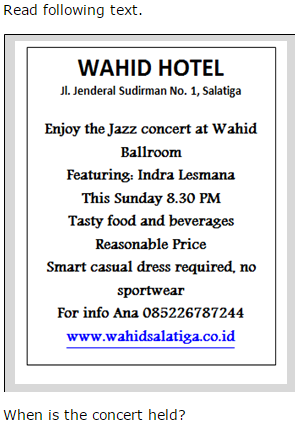 Read following text.
WAHID HOTEL
Jl. Jenderal Sudirman No. 1, Salatiga
Enjoy the Jazz concert at Wahid
Ballroom
Featuring: Indra Lesmana
This Sunday 8.30 PM
Tasty food and beverages
Reasonable Price
Smart casual dress required, no
sportwear
For info Ana 085226787244
www.wahidsalatiga.co.id
When is the concert held?